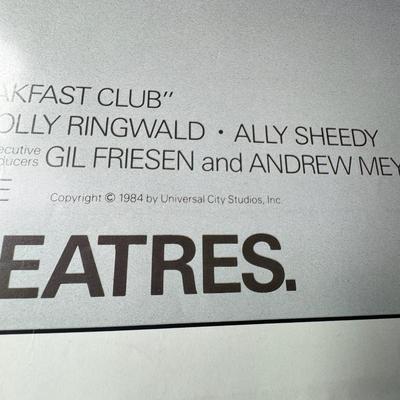 AKFAST CLUB"
OLLY RINGWALD · ALLY SHEEDY
ecutive
ducers GIL FRIESEN and ANDREW MEY
E Copyright © 1984 by Universal City Studios, Inc.
EATRES.